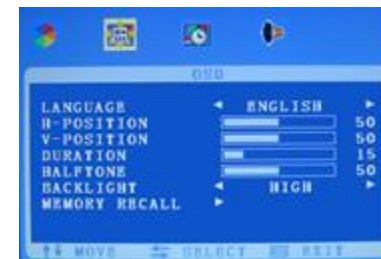 OSD
LANGUAGE ENGLISH
H-POSITION 50
V-POSITION 50
DURATION 15
HALFTONE 50
BACKLIGHT HIGH
MEMORY RECALL
MOVE SELECT EXIT